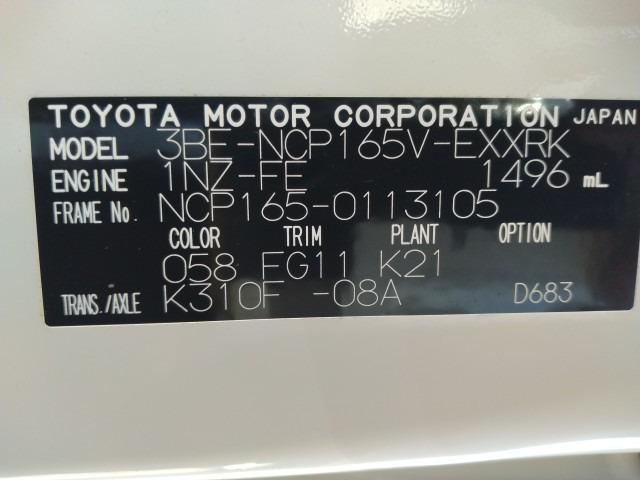 TOYOTA MOTOR CORPORATION JAPAN
MODEL 3BE-NCP165V-EXXRK
ENGINE 1NZ-FE 1496 mL
FRAME No. NCP165-0113105
COLOR TRIM PLANT OPTION
058 FG11 K21
TRANS./AXLE K310F -08A D683